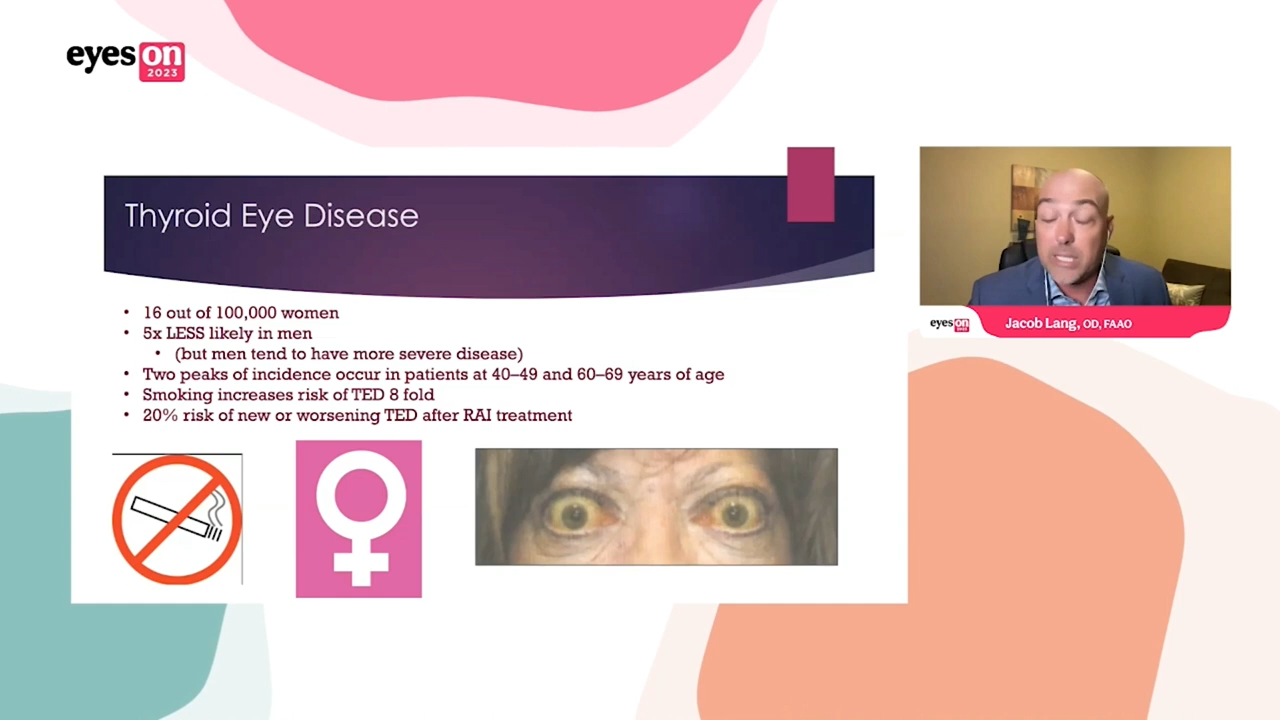 eyes on
2023
Thyroid Eye Disease
• 16 out of 100,000 women
• 5x LESS likely in men
• (but men tend to have more severe disease)
• Two peaks of incidence occur in patients at 40–49 and 60–69 years of age
• Smoking increases risk of TED 8 fold
• 20% risk of new or worsening TED after RAI treatment
eyes on
2023
Jacob Lang, OD, FAAO